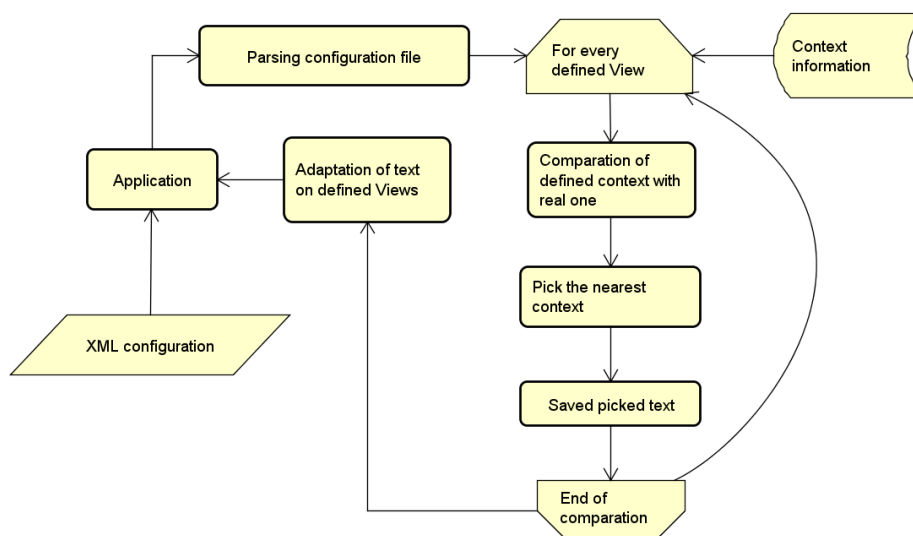 Parsing configuration file
For every
defined View
Context
information
Application
Adaptation of text
on defined Views
Comparation of
defined context with
real one
Pick the nearest
context
XML configuration
Saved picked text
End of
comparation